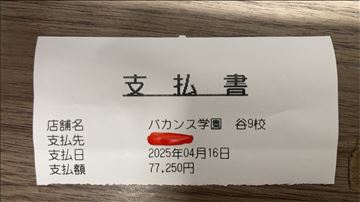 支払書
店舗名 バカンス学園 谷9校
支払先
支払日 2025年04月16日
支払額 77,250円